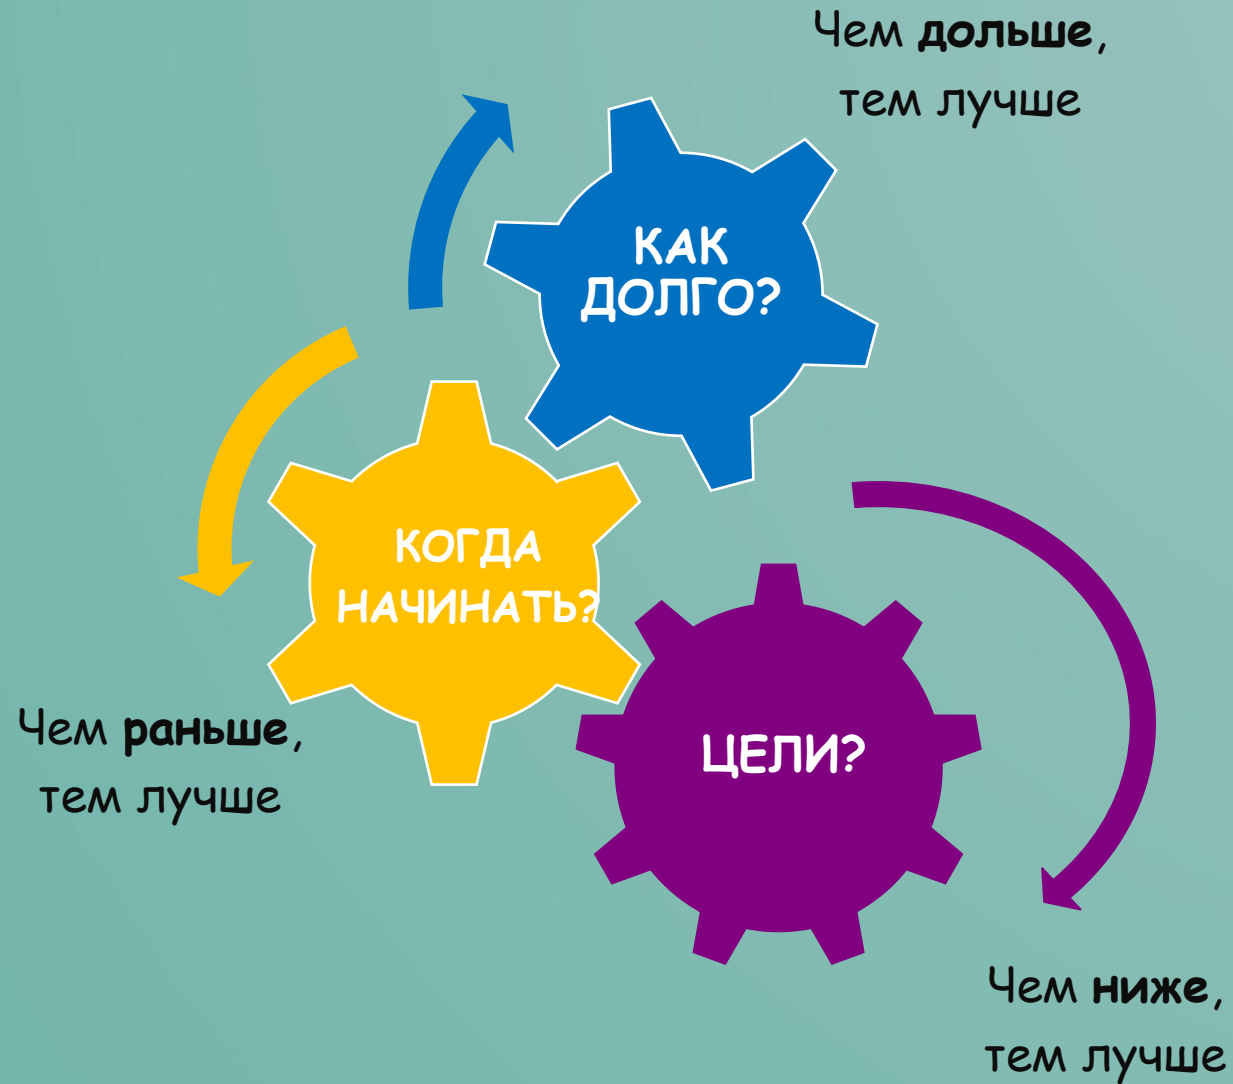 Чем дольше,
тем лучше
КАК
ДОЛГО?
КОГДА
НАЧИНАТЬ?
Чем раньше,
тем лучше
ЦЕЛИ?
Чем ниже,
тем лучше